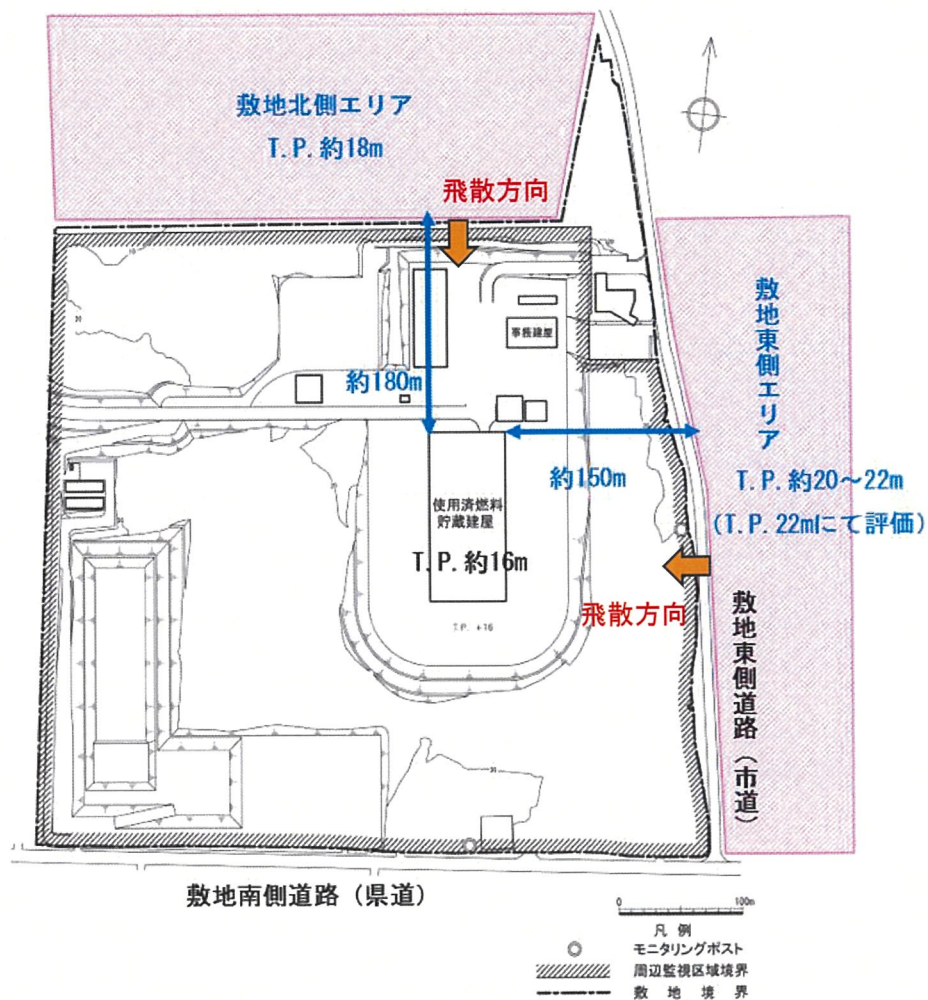 敷地北側エリア
T.P.約18m
飛散方向
事務建屋
約180m
敷地東側エリア
約150m
T.P.約20～22m
(T.P.22mにて評価)
使用済燃料
貯蔵建屋
T.P.約16m
飛散方向
T.P. +16
敷地東側道路（市道）
敷地南側道路（県道）
0 100m
凡例
モニタリングポスト
周辺監視区域境界
敷地境界